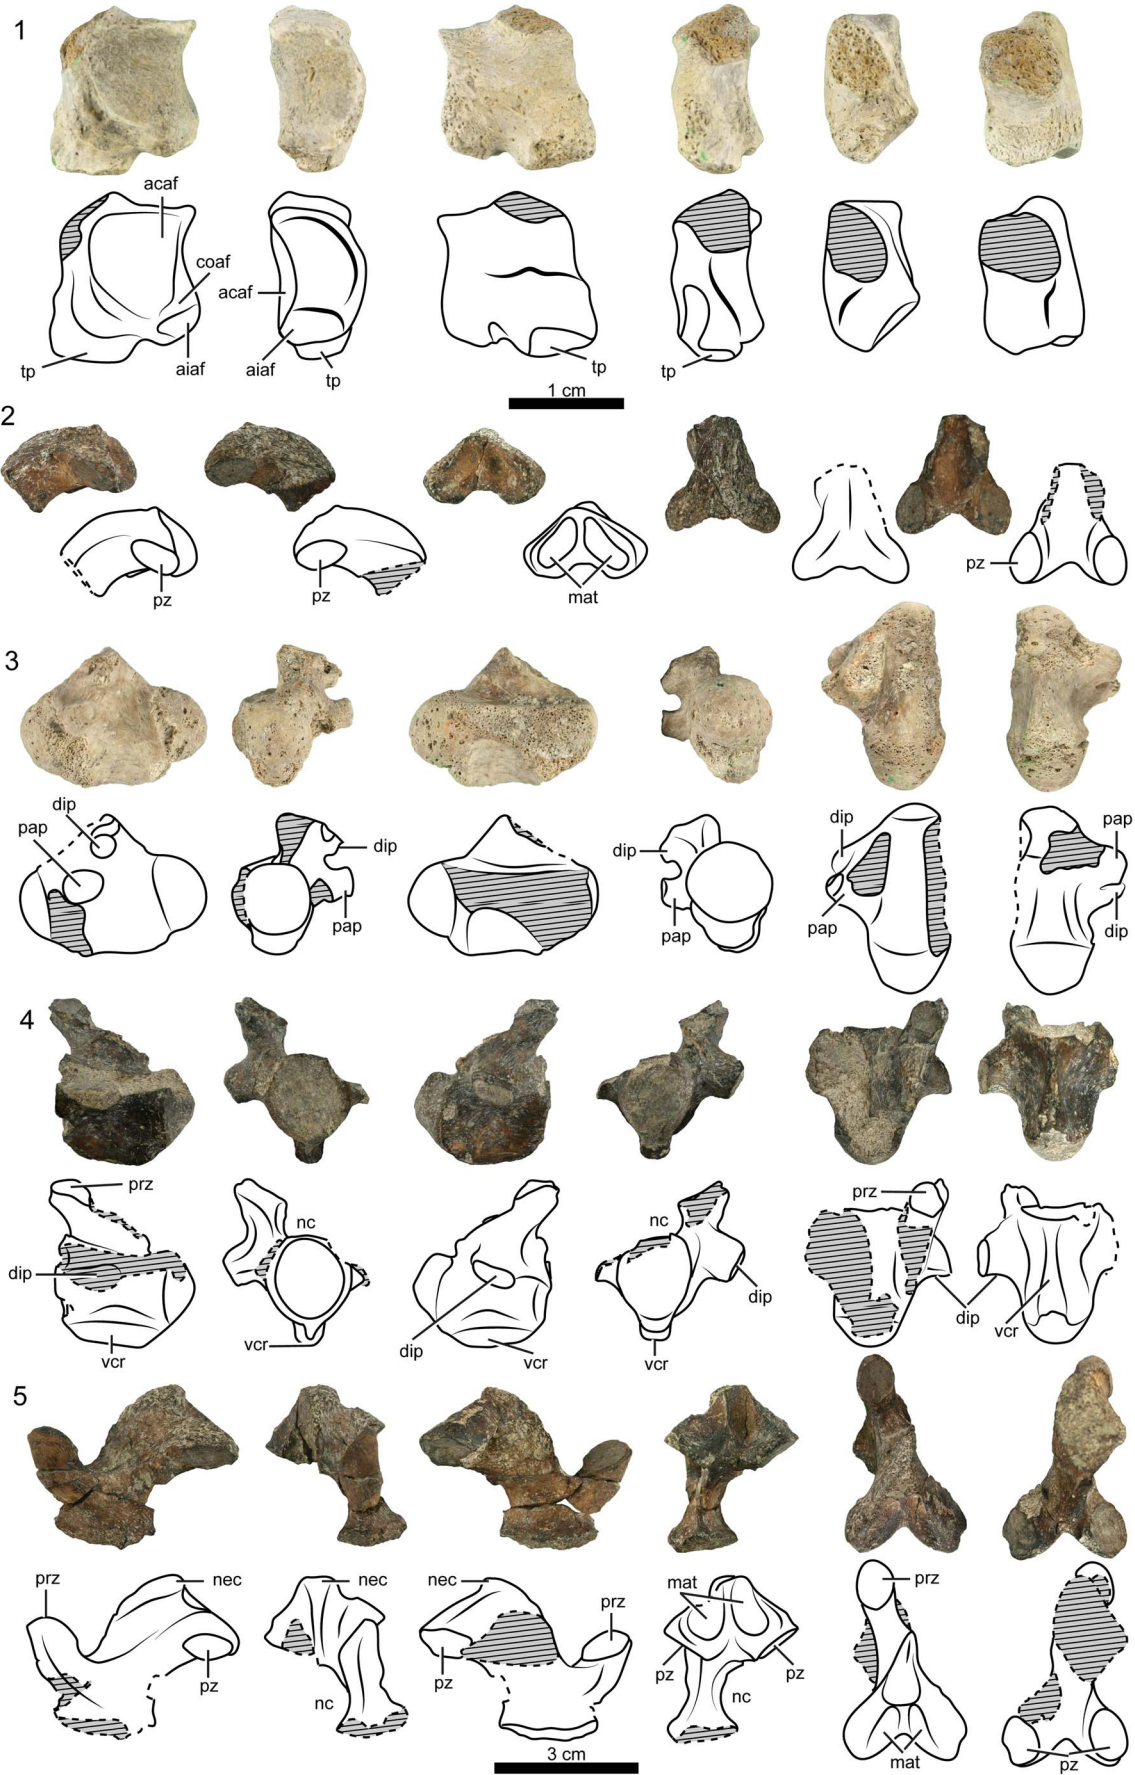 1
acaf
coaf
acaf
tp
aiaf
aiaf
tp
tp
tp
1 cm
2
pz
pz
mat
pz
3
dip
pap
dip
pap
dip
pap
dip
pap
pap
dip
4
prz
dip
vcr
nc
vcr
dip
vcr
nc
dip
vcr
prz
dip
vcr
5
prz
nec
pz
nec
nc
nec
prz
pz
mat
pz
pz
nc
prz
mat
pz
3 cm